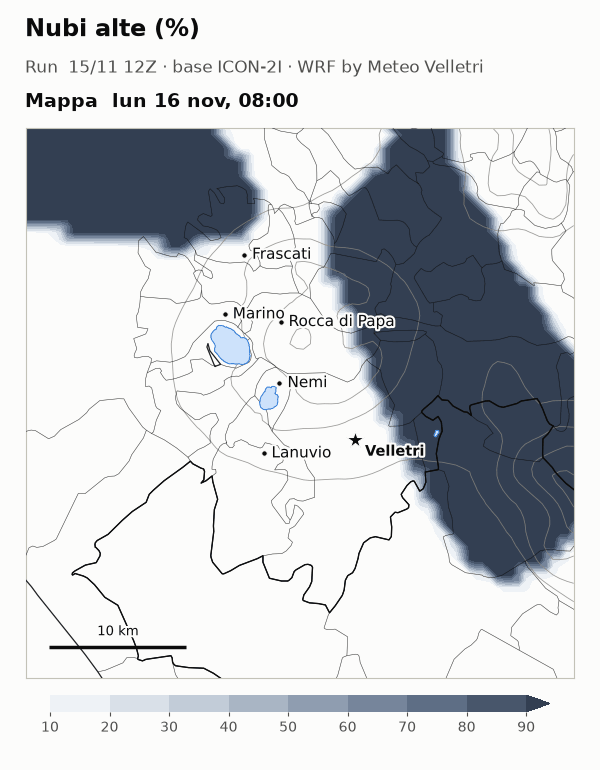 Nubi alte (%)
Run  15/11 12Z · base ICON-2I · WRF by Meteo Velletri
Mappa  lun 16 nov, 08:00
Frascati
Marino
Rocca di Papa
Nemi
Velletri
Lanuvio
10 km
10 20 30 40 50 60 70 80 90